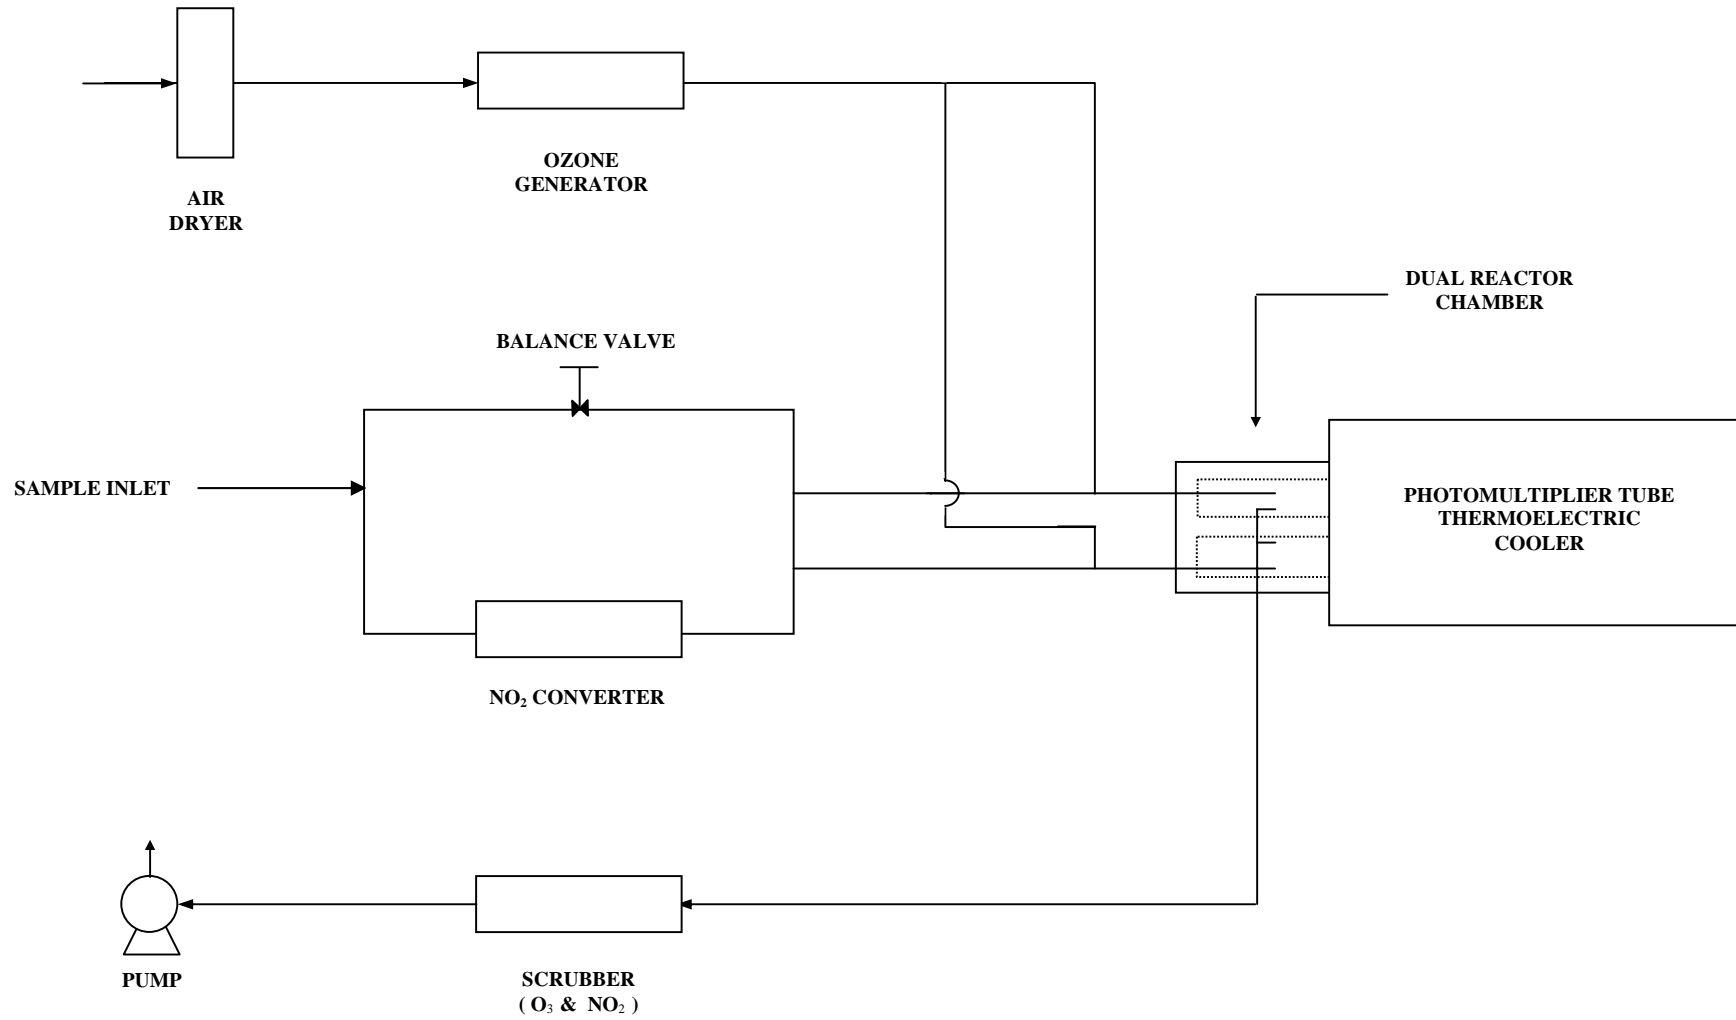 OZONE
GENERATOR
AIR
DRYER
DUAL REACTOR
CHAMBER
BALANCE VALVE
SAMPLE INLET
PHOTOMULTIPLIER TUBE
THERMOELECTRIC
COOLER
NO₂ CONVERTER
PUMP
SCRUBBER
( O₃ & NO₂ )